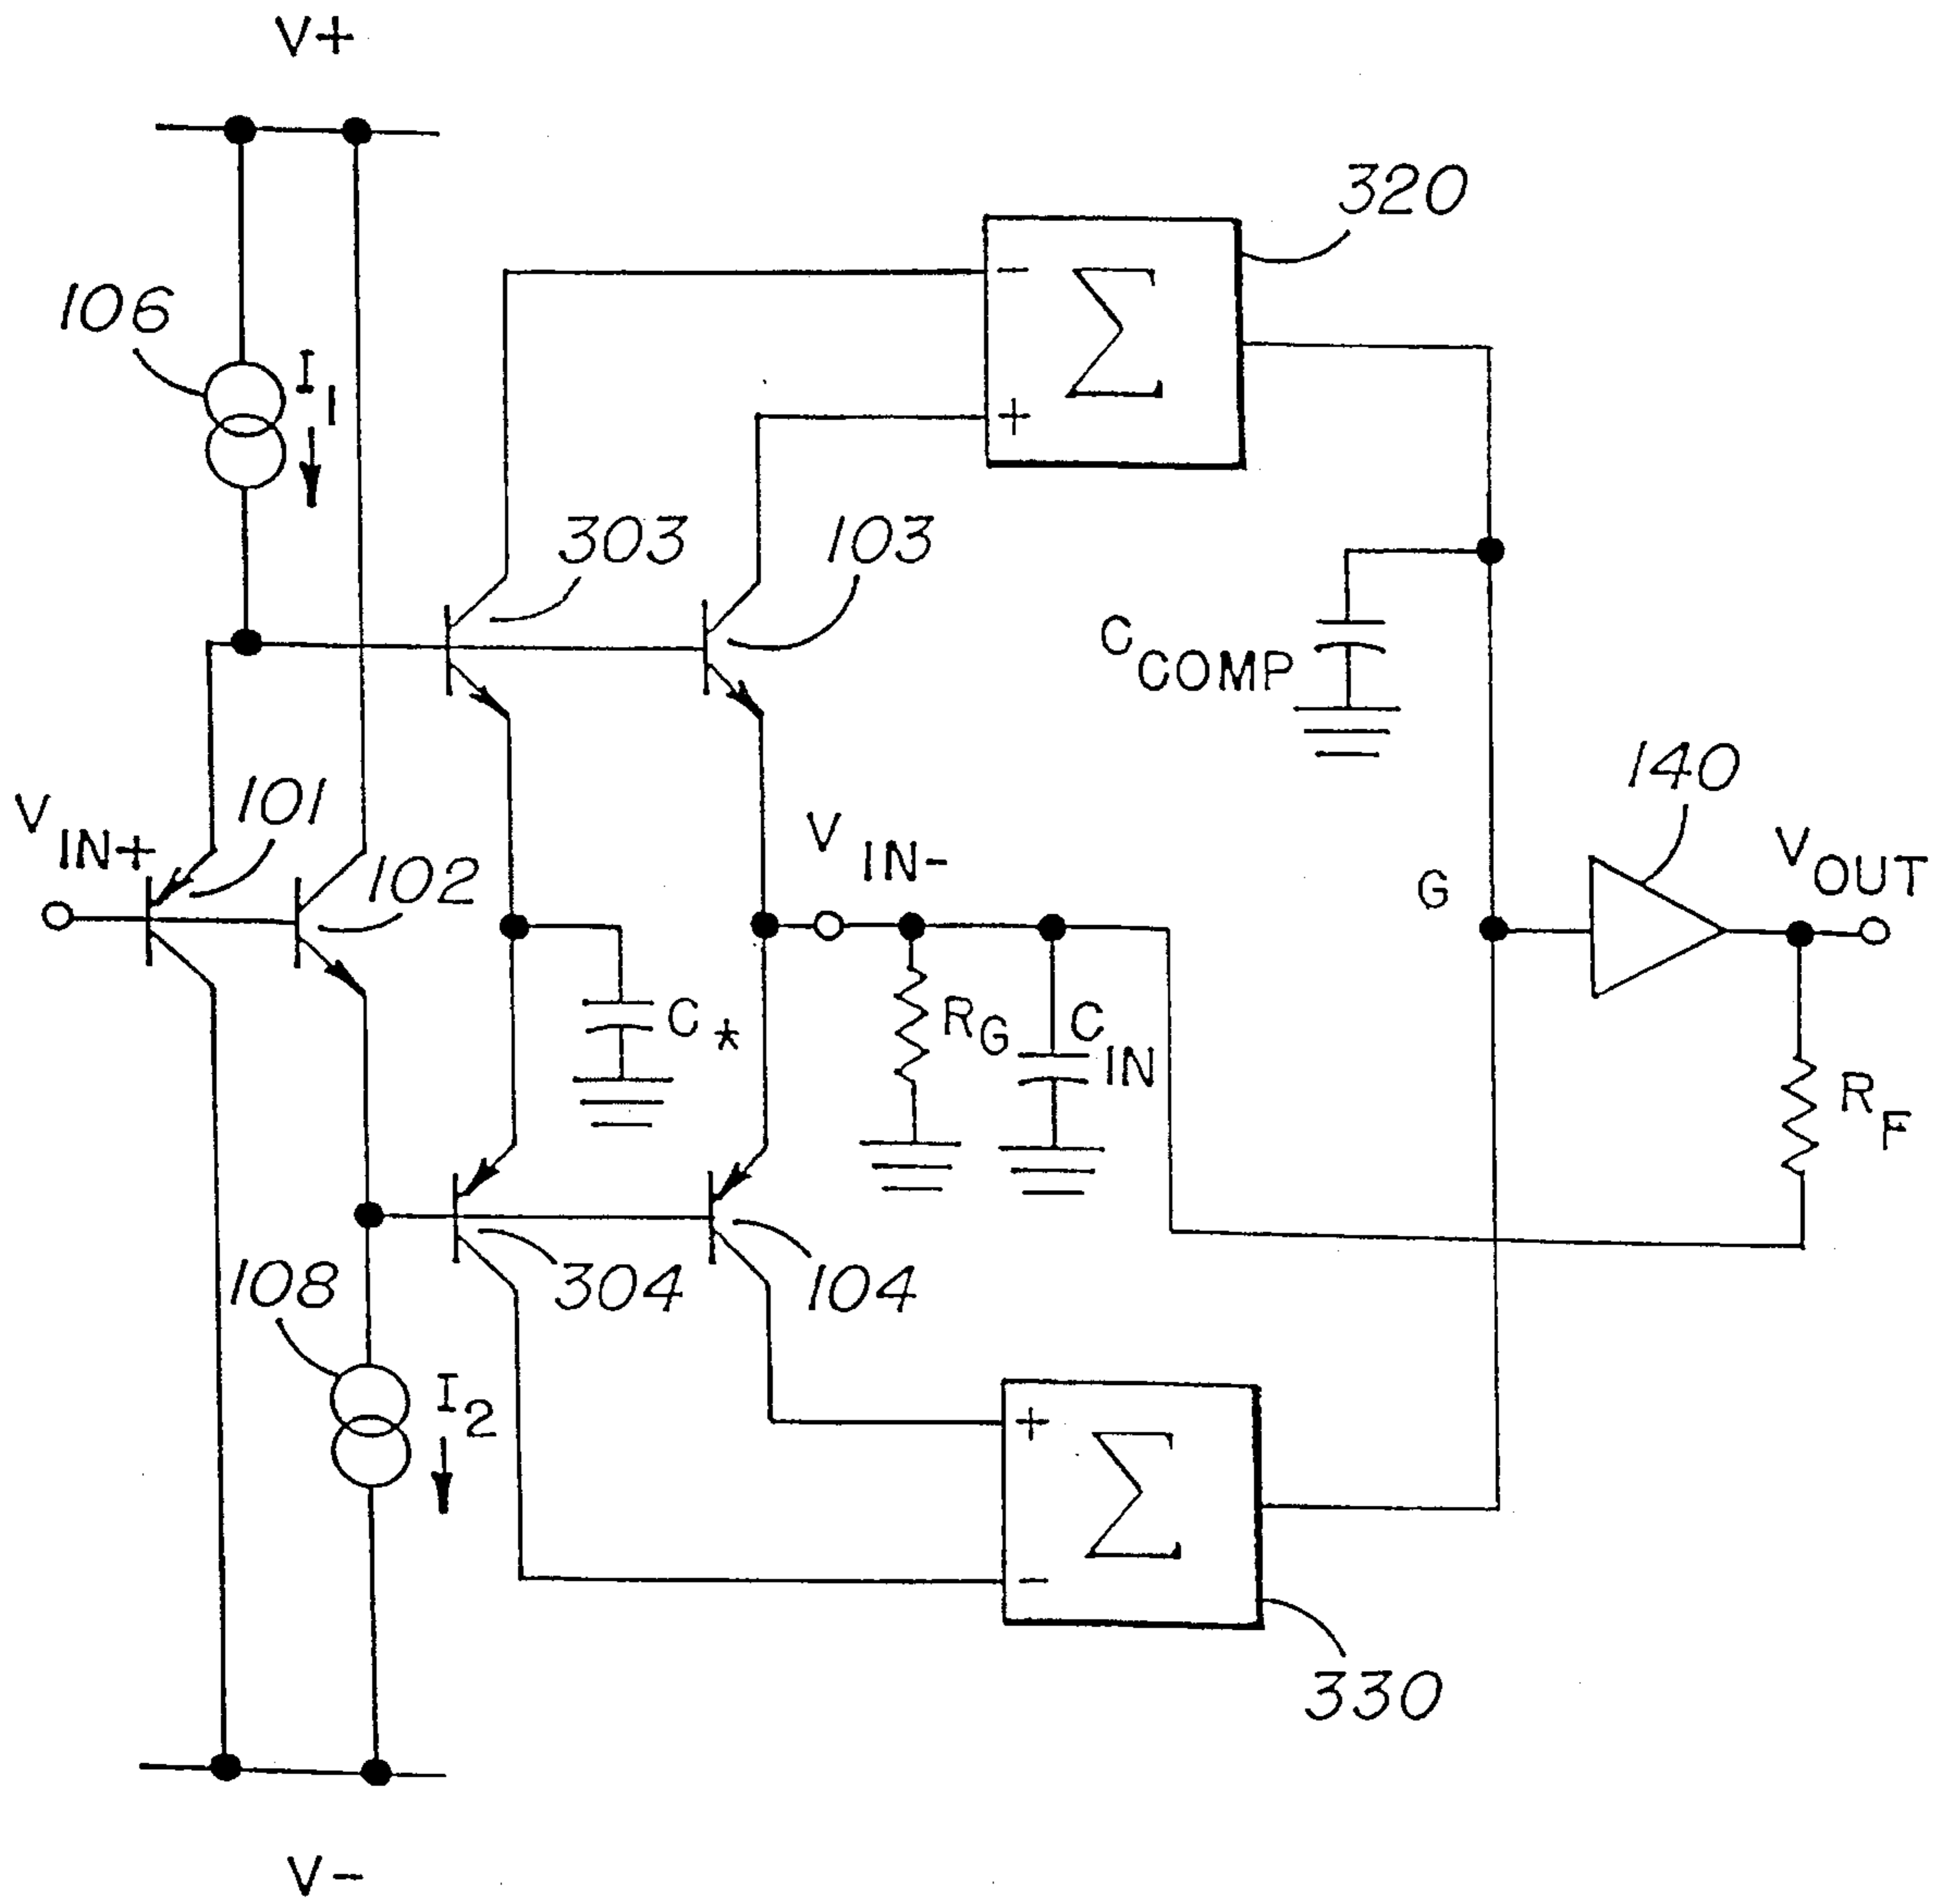 V+
320
106
I1
−
Σ
+
303
103
CCOMP
140
VIN+
101
102
VIN-
G
VOUT
C*
RG
CIN
RF
108
304
104
I2
+
Σ
−
330
V-